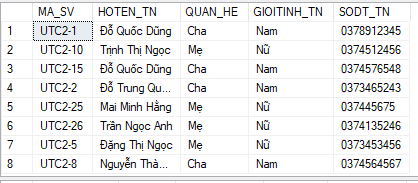 MA_SV HOTEN_TN QUAN_HE GIOITINH_TN SODT_TN
1 UTC2-1 Đỗ Quốc Dũng Cha Nam 0378912345
2 UTC2-10 Trịnh Thị Ngọc Mẹ Nữ 0374512456
3 UTC2-15 Đỗ Quốc Dũng Cha Nam 0374576548
4 UTC2-2 Đỗ Trung Qu... Cha Nam 0373465243
5 UTC2-25 Mai Minh Hằng Mẹ Nữ 037445675
6 UTC2-26 Trần Ngọc Anh Mẹ Nữ 0374135246
7 UTC2-5 Đặng Thị Ngọc Mẹ Nữ 0373453456
8 UTC2-8 Nguyễn Thà... Cha Nam 0374564567